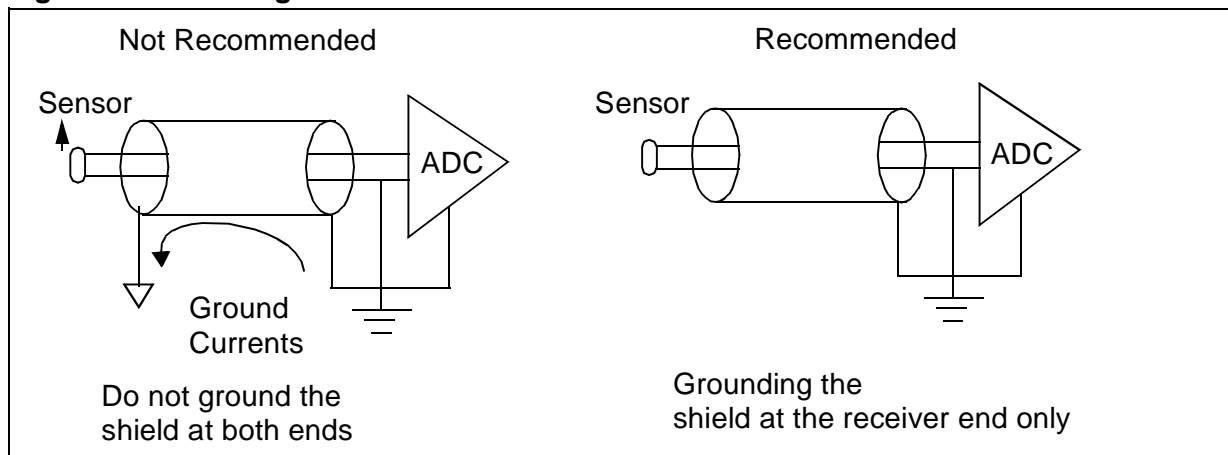 Not Recommended
Sensor
ADC
Ground
Currents
Do not ground the
shield at both ends
Recommended
Sensor
ADC
Grounding the
shield at the receiver end only